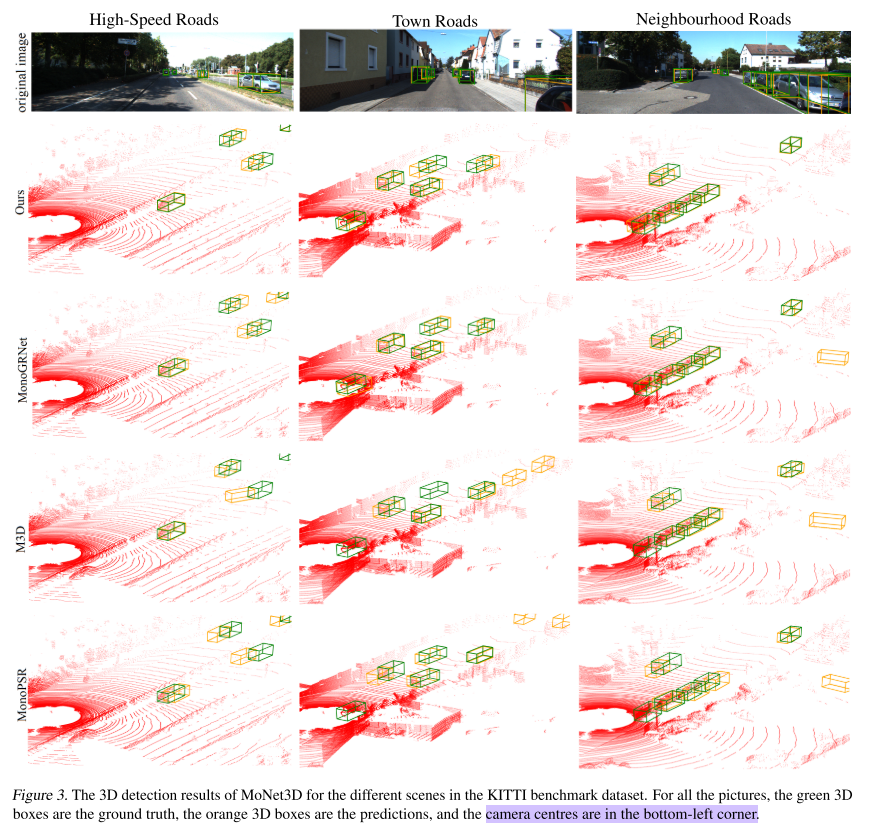 High-Speed Roads
Town Roads
Neighbourhood Roads
original image
Ours
MonoGRNet
M3D
MonoPSR
Figure 3. The 3D detection results of MoNet3D for the different scenes in the KITTI benchmark dataset. For all the pictures, the green 3D
boxes are the ground truth, the orange 3D boxes are the predictions, and the camera centres are in the bottom-left corner.